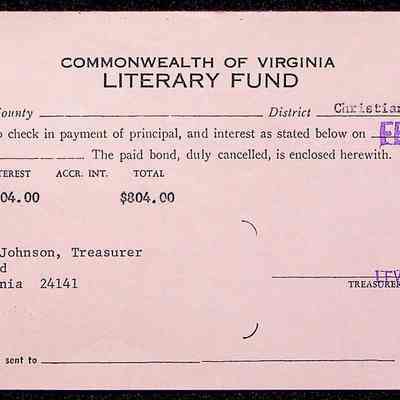 COMMONWEALTH OF VIRGINIA
LITERARY FUND
County District Christian
check in payment of principal, and interest as stated below on
The paid bond, duly cancelled, is enclosed herewith.
ACCR. INT. TOTAL
04.00 $804.00
Johnson, Treasurer
24141
TREASURER
sent to